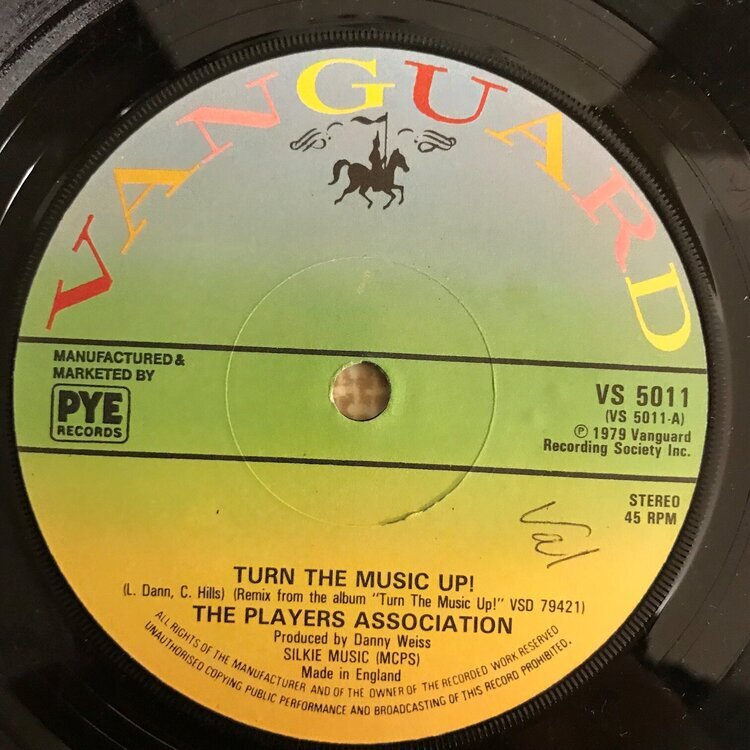 VANGUARD
MANUFACTURED &
MARKETED BY
PYE
RECORDS
VS 5011
(VS 5011-A)
℗ 1979 Vanguard
Recording Society Inc.
STEREO
45 RPM
Val
TURN THE MUSIC UP!
(L. Dann, C. Hills) (Remix from the album "Turn The Music Up!" VSD 79421)
THE PLAYERS ASSOCIATION
Produced by Danny Weiss
SILKIE MUSIC (MCPS)
Made in England
ALL RIGHTS OF THE MANUFACTURER AND OF THE OWNER OF THE RECORDED WORK RESERVED
UNAUTHORISED COPYING PUBLIC PERFORMANCE AND BROADCASTING OF THIS RECORD PROHIBITED.